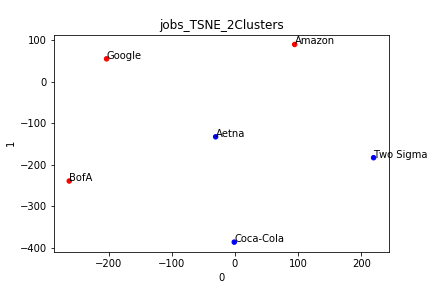 jobs_TSNE_2Clusters
100
0
−100
−200
−300
−400
1
Google
Amazon
Aetna
Two Sigma
BofA
Coca-Cola
−200
−100
0
100
200
0